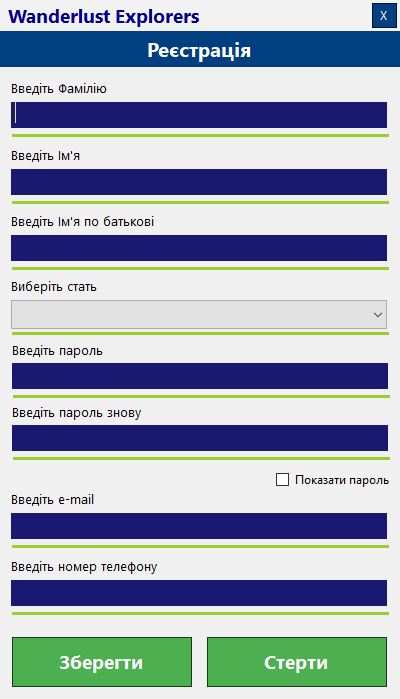 Wanderlust Explorers
X
Реєстрація
Введіть Фамілію
Введіть Ім'я
Введіть Ім'я по батькові
Виберіть стать
Введіть пароль
Введіть пароль знову
Показати пароль
Введіть e-mail
Введіть номер телефону
Зберегти
Стерти